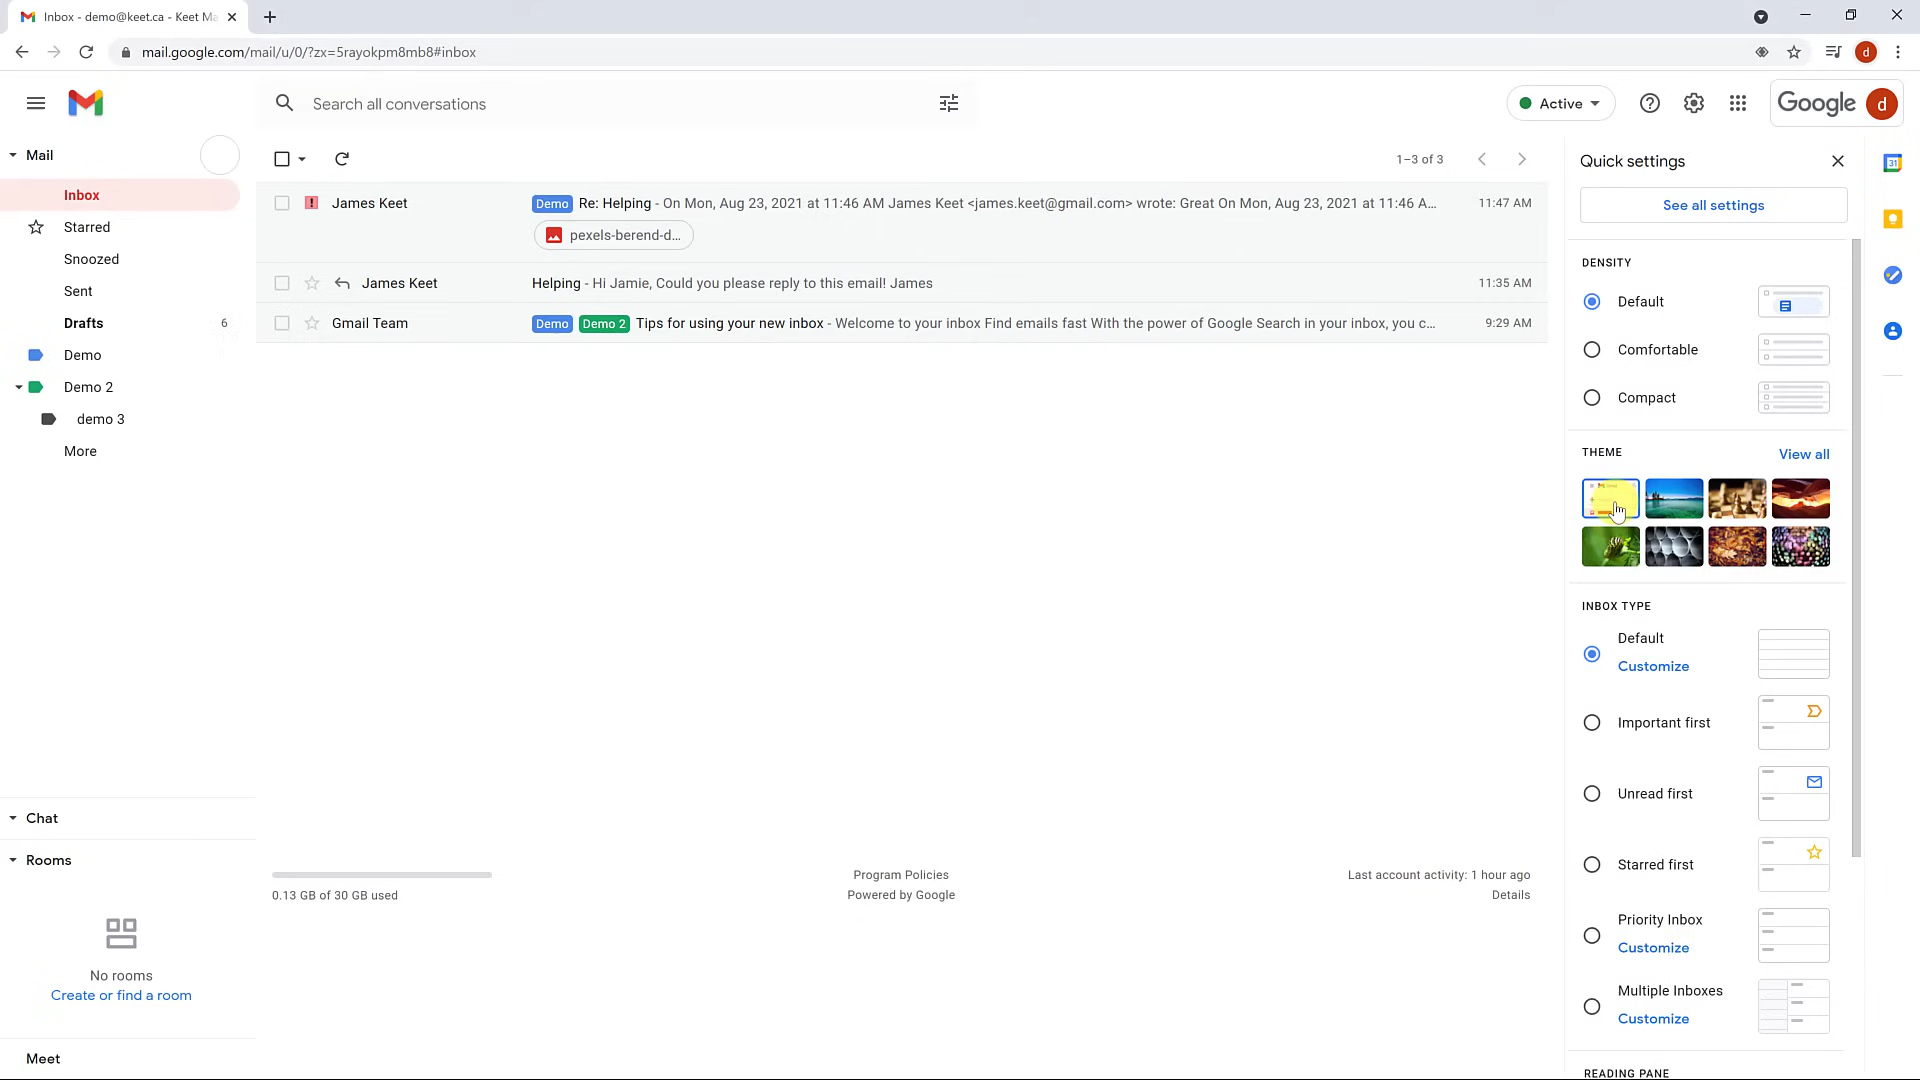 Inbox - demo@keet.ca - Keet Ma
mail.google.com/mail/u/0/?zx=5rayokpm8mb8#inbox
d
Search all conversations
Active
Google
d
Mail
Inbox
Starred
Snoozed
Sent
Drafts 6
Demo
Demo 2
demo 3
More
Chat
Rooms
No rooms
Create or find a room
Meet
1–3 of 3
James Keet Demo Re: Helping - On Mon, Aug 23, 2021 at 11:46 AM James Keet <james.keet@gmail.com> wrote: Great On Mon, Aug 23, 2021 at 11:46 A... 11:47 AM
pexels-berend-d...
James Keet Helping - Hi Jamie, Could you please reply to this email! James 11:35 AM
Gmail Team Demo Demo 2 Tips for using your new inbox - Welcome to your inbox Find emails fast With the power of Google Search in your inbox, you c... 9:29 AM
0.13 GB of 30 GB used
Program Policies
Powered by Google
Last account activity: 1 hour ago
Details
Quick settings
See all settings
DENSITY
Default
Comfortable
Compact
THEME
View all
INBOX TYPE
Default
Customize
Important first
Unread first
Starred first
Priority Inbox
Customize
Multiple Inboxes
Customize
READING PANE
31